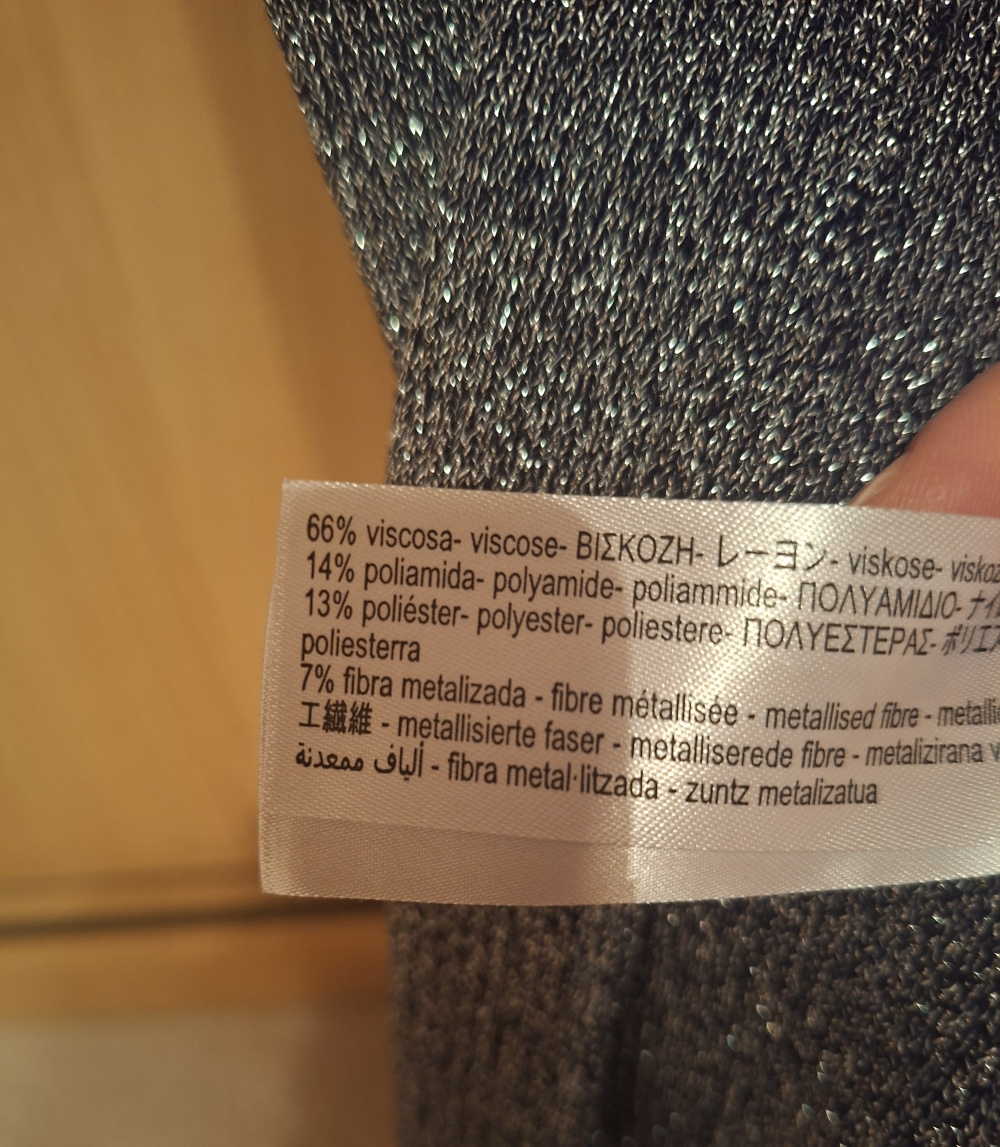 66% viscosa- viscose- ΒΙΣΚΟΖΗ- レーヨン- viskose-
14% poliamida- polyamide- poliammide- ΠΟΛΥΑΜΙΔΙΟ-
13% poliéster- polyester- poliestere- ΠΟΛΥΕΣΤΕΡΑΣ-
poliesterra
7% fibra metalizada - fibre métallisée - metallised fibre -
工繊維 - metallisierte faser - metalliserede fibre - metalizirana
ألياف ممعدنة - fibra metal·litzada - zuntz metalizatua